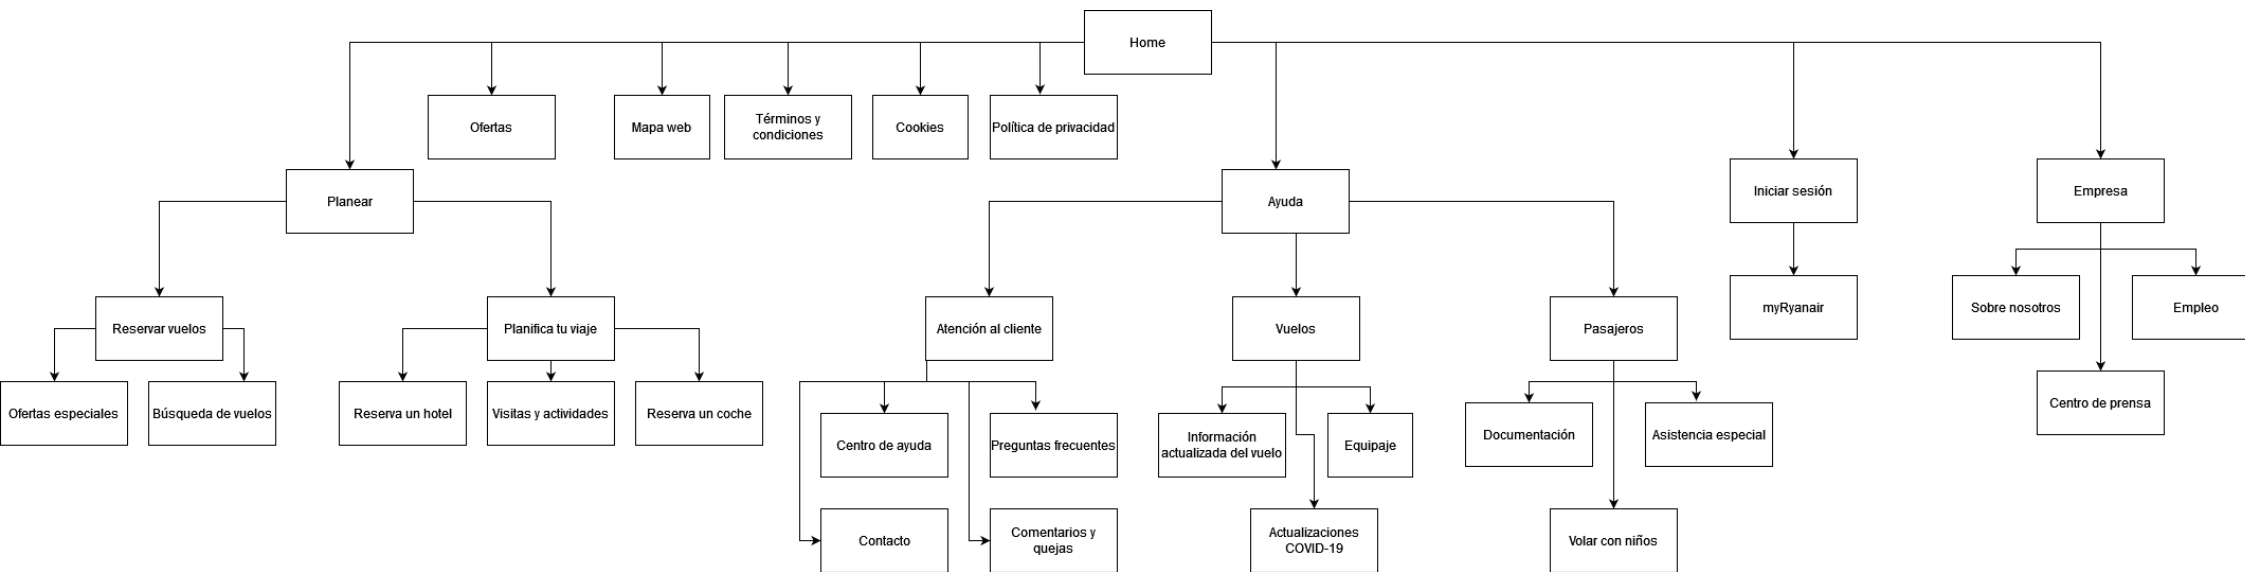 Home
Ofertas
Mapa web
Términos y
condiciones
Cookies
Política de privacidad
Planear
Ayuda
Iniciar sesión
Empresa
Reservar vuelos
Planifica tu viaje
Atención al cliente
Vuelos
Pasajeros
myRyanair
Sobre nosotros
Empleo
Ofertas especiales
Búsqueda de vuelos
Reserva un hotel
Visitas y actividades
Reserva un coche
Centro de ayuda
Preguntas frecuentes
Información
actualizada del vuelo
Equipaje
Documentación
Asistencia especial
Centro de prensa
Contacto
Comentarios y
quejas
Actualizaciones
COVID-19
Volar con niños